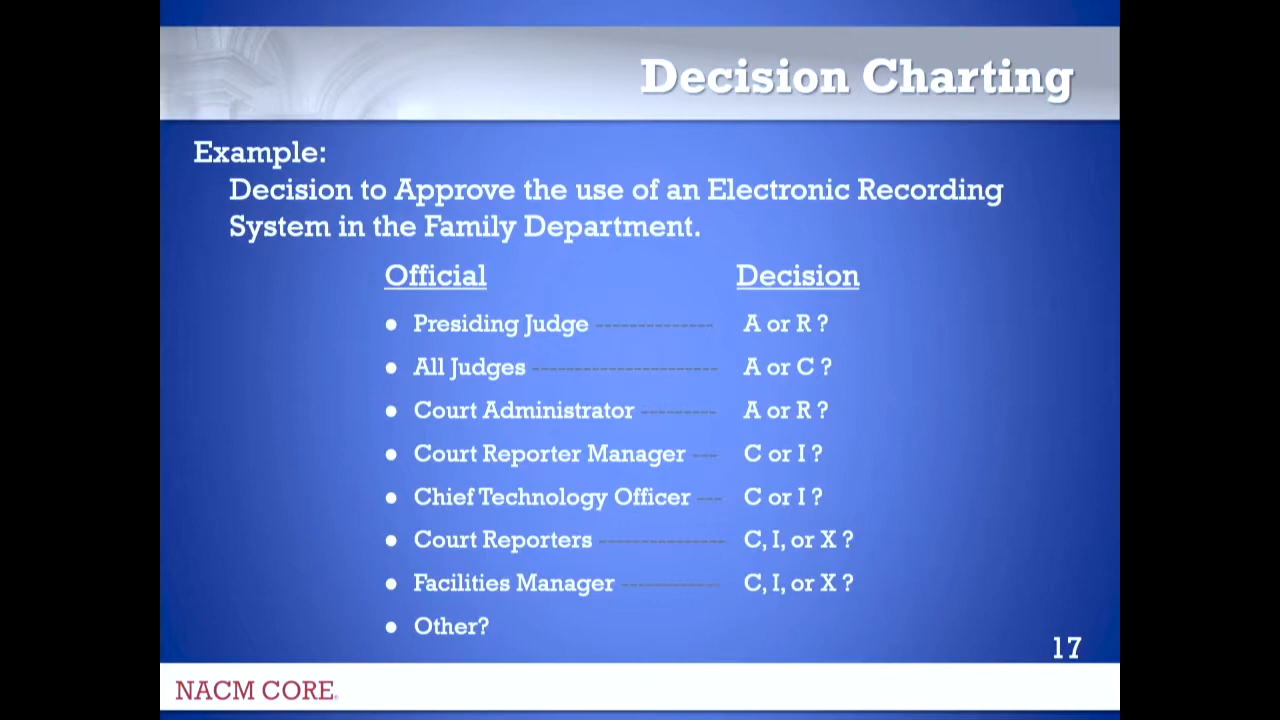 Decision Charting
Example:
Decision to Approve the use of an Electronic Recording
System in the Family Department.
Official Decision
● Presiding Judge -------------- A or R ?
● All Judges ---------------------- A or C ?
● Court Administrator --------- A or R ?
● Court Reporter Manager --- C or I ?
● Chief Technology Officer --- C or I ?
● Court Reporters --------------- C, I, or X ?
● Facilities Manager ------------ C, I, or X ?
● Other?
17
NACM CORE®